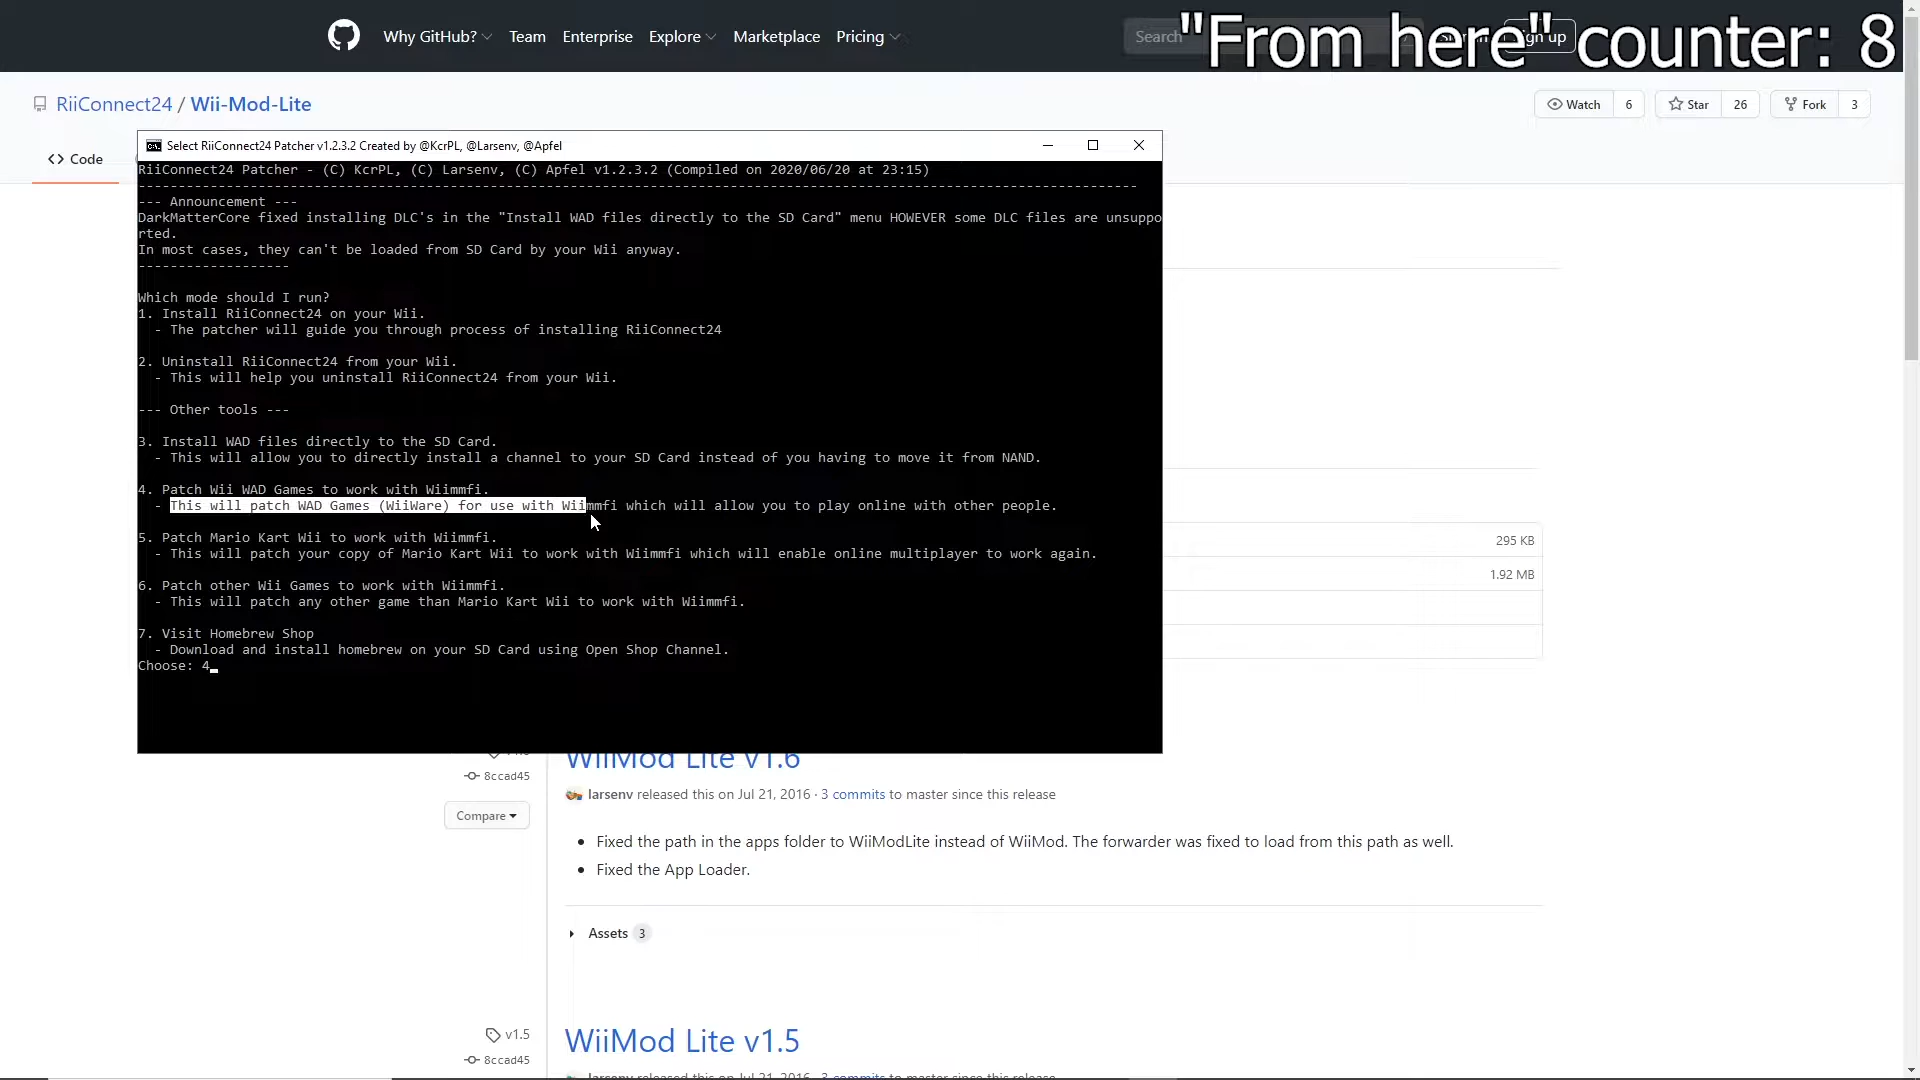 Why GitHub? Team Enterprise Explore Marketplace Pricing Search
"From here" counter: 8
RiiConnect24 / Wii-Mod-Lite
Watch 6 Star 26 Fork 3
Code
Select RiiConnect24 Patcher v1.2.3.2 Created by @KcrPL, @Larsenv, @Apfel
RiiConnect24 Patcher - (C) KcrPL, (C) Larsenv, (C) Apfel v1.2.3.2 (Compiled on 2020/06/20 at 23:15)
--- Announcement ---
DarkMatterCore fixed installing DLC's in the "Install WAD files directly to the SD Card" menu HOWEVER some DLC files are unsuppo
rted.
In most cases, they can't be loaded from SD Card by your Wii anyway.
-------------------
Which mode should I run?
1. Install RiiConnect24 on your Wii.
- The patcher will guide you through process of installing RiiConnect24
2. Uninstall RiiConnect24 from your Wii.
- This will help you uninstall RiiConnect24 from your Wii.
--- Other tools ---
3. Install WAD files directly to the SD Card.
- This will allow you to directly install a channel to your SD Card instead of you having to move it from NAND.
4. Patch Wii WAD Games to work with Wiimmfi.
- This will patch WAD Games (WiiWare) for use with Wiimmfi which will allow you to play online with other people.
5. Patch Mario Kart Wii to work with Wiimmfi.
- This will patch your copy of Mario Kart Wii to work with Wiimmfi which will enable online multiplayer to work again.
6. Patch other Wii Games to work with Wiimmfi.
- This will patch any other game than Mario Kart Wii to work with Wiimmfi.
7. Visit Homebrew Shop
- Download and install homebrew on your SD Card using Open Shop Channel.
Choose: 4_
295 KB
1.92 MB
WiiMod Lite v1.6
8ccad45
larsenv released this on Jul 21, 2016 · 3 commits to master since this release
Compare
• Fixed the path in the apps folder to WiiModLite instead of WiiMod. The forwarder was fixed to load from this path as well.
• Fixed the App Loader.
Assets 3
v1.5
WiiMod Lite v1.5
8ccad45
larsenv released this on Jul 21, 2016 · 3 commits to master since this release